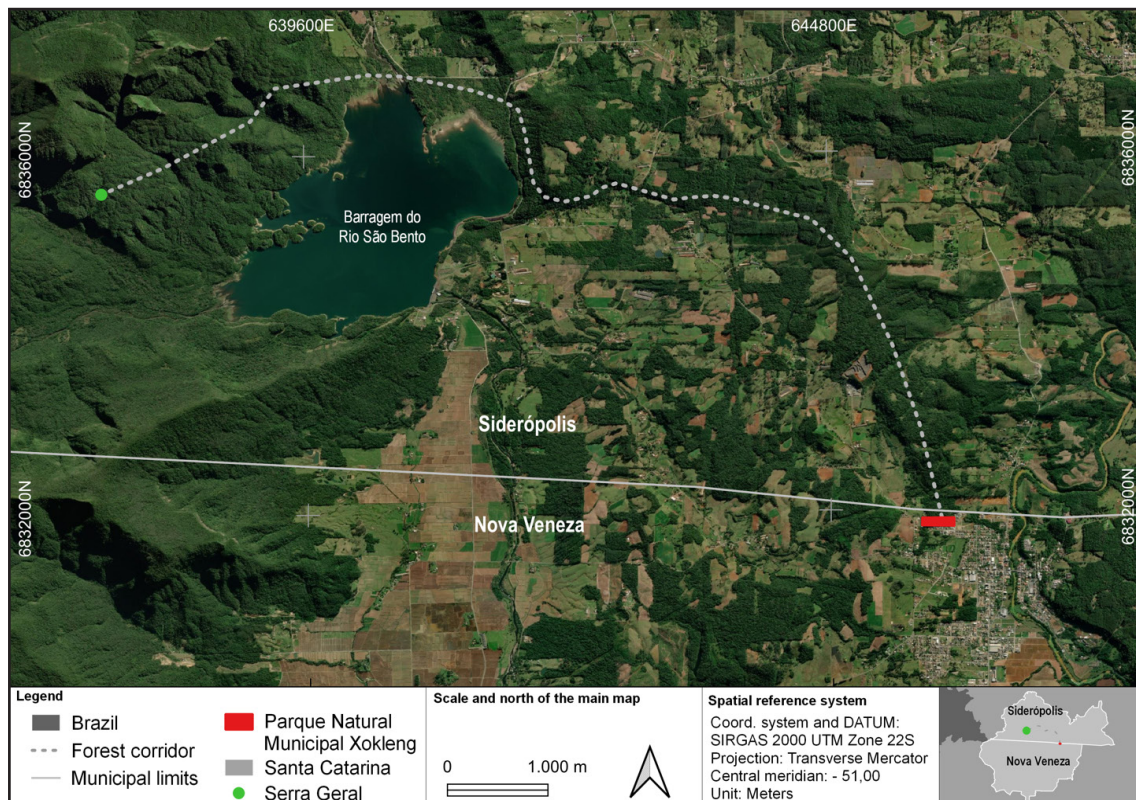 639600E
644800E
6836000N
6836000N
Barragem do
Rio São Bento
Siderópolis
Nova Veneza
6832000N
6832000N
Legend
Brazil
Forest corridor
Municipal limits
Parque Natural
Municipal Xokleng
Santa Catarina
Serra Geral
Scale and north of the main map
0
1.000 m
Spatial reference system
Coord. system and DATUM:
SIRGAS 2000 UTM Zone 22S
Projection: Transverse Mercator
Central meridian: - 51,00
Unit: Meters
Siderópolis
Nova Veneza